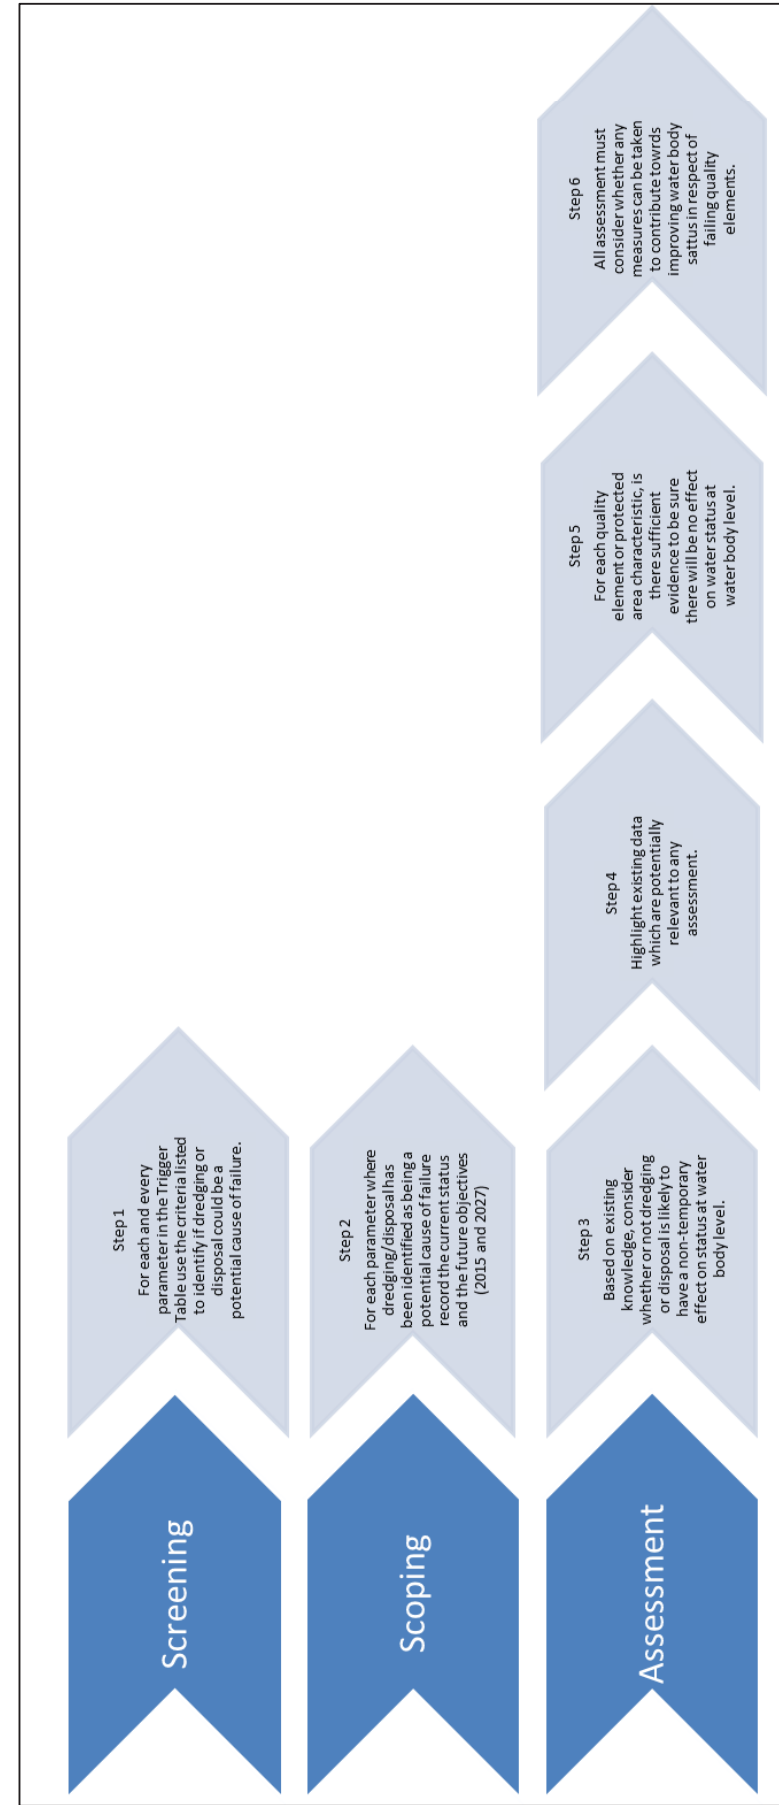 Screening
Step 1
For each and every
parameter in the Trigger
Table use the criteria listed
to identify if dredging or
disposal could be a
potential cause of failure.
Scoping
Step 2
For each parameter where
dredging/disposal has
been identified as being a
potential cause of failure
record the current status
and the future objectives
(2015 and 2027)
Assessment
Step 3
Based on existing
knowledge, consider
whether or not dredging
or disposal is likely to
have a non-temporary
effect on status at water
body level.
Step 4
Highlight existing data
which are potentially
relevant to any
assessment.
Step 5
For each quality
element or protected
area characteristic, is
there sufficient
evidence to be sure
there will be no effect
on water status at
water body level.
Step 6
All assessment must
consider whether any
measures can be taken
to contribute towrds
improving water body
sattus in respect of
failing quality
elements.